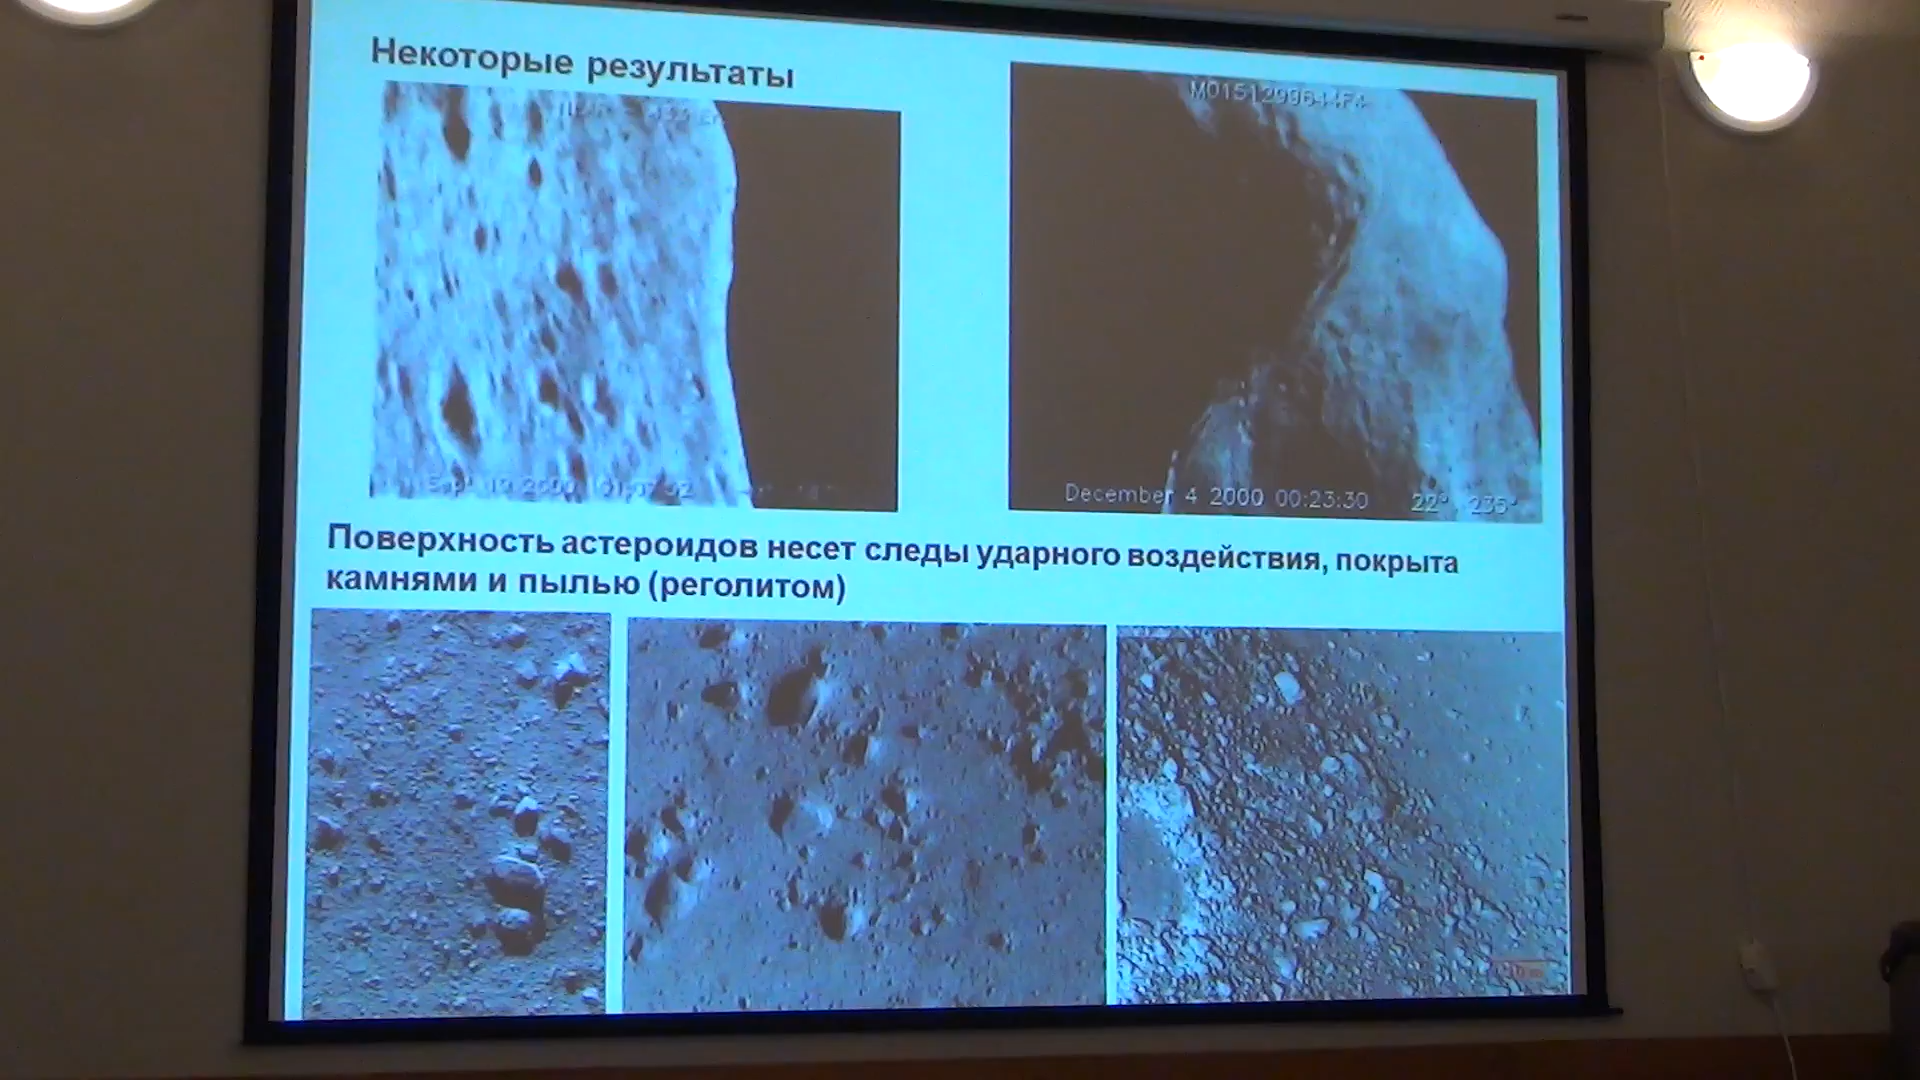 Некоторые результаты
M0151299644F4
December 4 2000 00:23:30 22° 235°
Поверхность астероидов несет следы ударного воздействия, покрыта
камнями и пылью (реголитом)